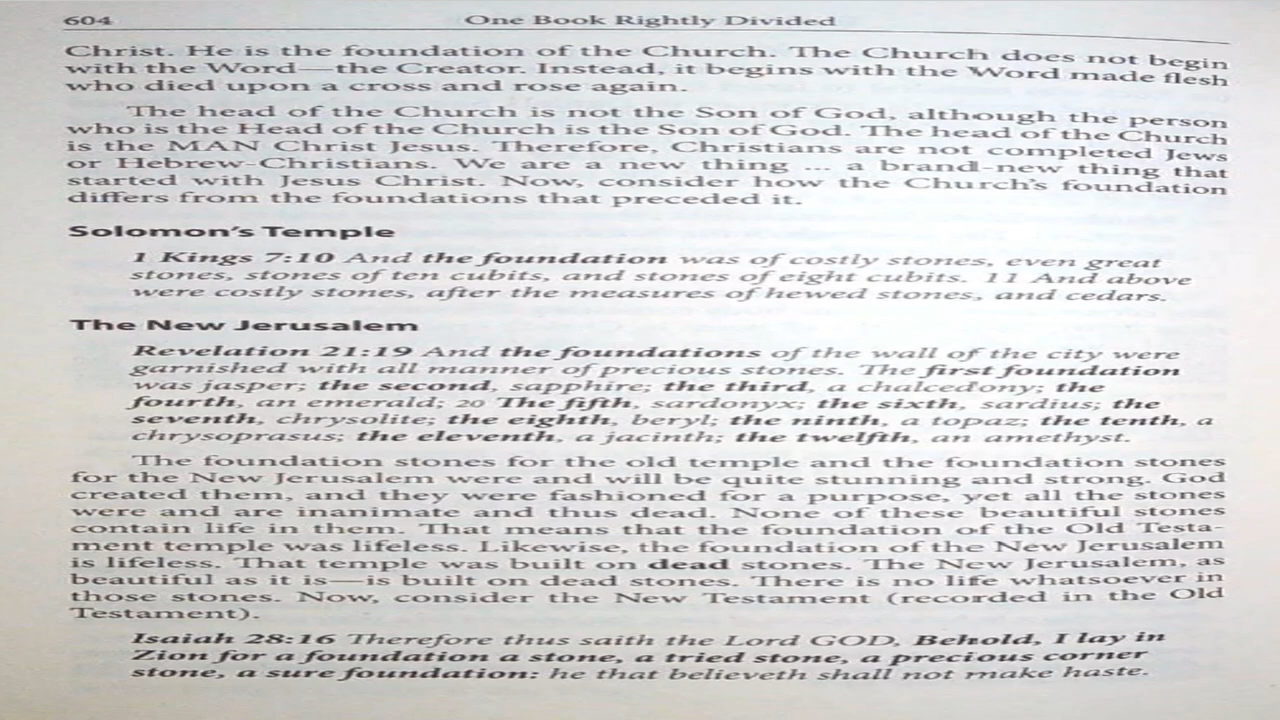 604 One Book Rightly Divided
Christ. He is the foundation of the Church. The Church does not begin
with the Word—the Creator. Instead, it begins with the Word made flesh
who died upon a cross and rose again.
The head of the Church is not the Son of God, although the person
who is the Head of the Church is the Son of God. The head of the Church
is the MAN Christ Jesus. Therefore, Christians are not completed Jews
or Hebrew-Christians. We are a new thing ... a brand-new thing that
started with Jesus Christ. Now, consider how the Church's foundation
differs from the foundations that preceded it.
Solomon's Temple
1 Kings 7:10 And the foundation was of costly stones, even great
stones, stones of ten cubits, and stones of eight cubits. 11 And above
were costly stones, after the measures of hewed stones, and cedars.
The New Jerusalem
Revelation 21:19 And the foundations of the wall of the city were
garnished with all manner of precious stones. The first foundation
was jasper; the second, sapphire; the third, a chalcedony; the
fourth, an emerald; 20 The fifth, sardonyx; the sixth, sardius; the
seventh, chrysolite; the eighth, beryl; the ninth, a topaz; the tenth, a
chrysoprasus; the eleventh, a jacinth; the twelfth, an amethyst.
The foundation stones for the old temple and the foundation stones
for the New Jerusalem were and will be quite stunning and strong. God
created them, and they were fashioned for a purpose, yet all the stones
were and are inanimate and thus dead. None of these beautiful stones
contain life in them. That means that the foundation of the Old Testa-
ment temple was lifeless. Likewise, the foundation of the New Jerusalem
is lifeless. That temple was built on dead stones. The New Jerusalem, as
beautiful as it is—is built on dead stones. There is no life whatsoever in
those stones. Now, consider the New Testament (recorded in the Old
Testament).
Isaiah 28:16 Therefore thus saith the Lord GOD, Behold, I lay in
Zion for a foundation a stone, a tried stone, a precious corner
stone, a sure foundation: he that believeth shall not make haste.